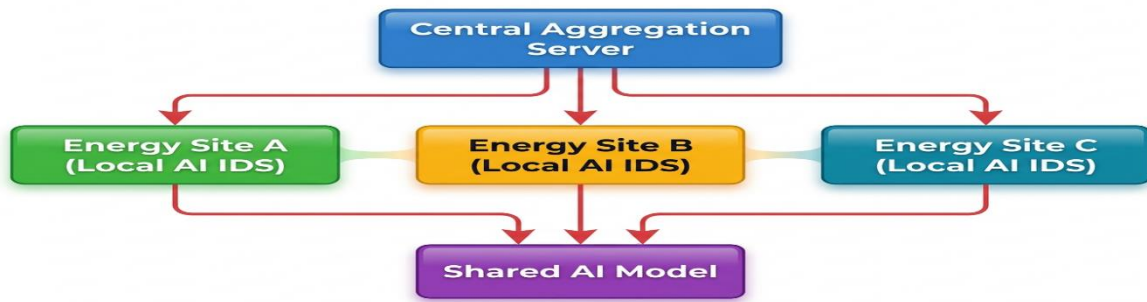 Central Aggregation
Server
Energy Site A
(Local AI IDS)
Energy Site B
(Local AI IDS)
Energy Site C
(Local AI IDS)
Shared AI Model